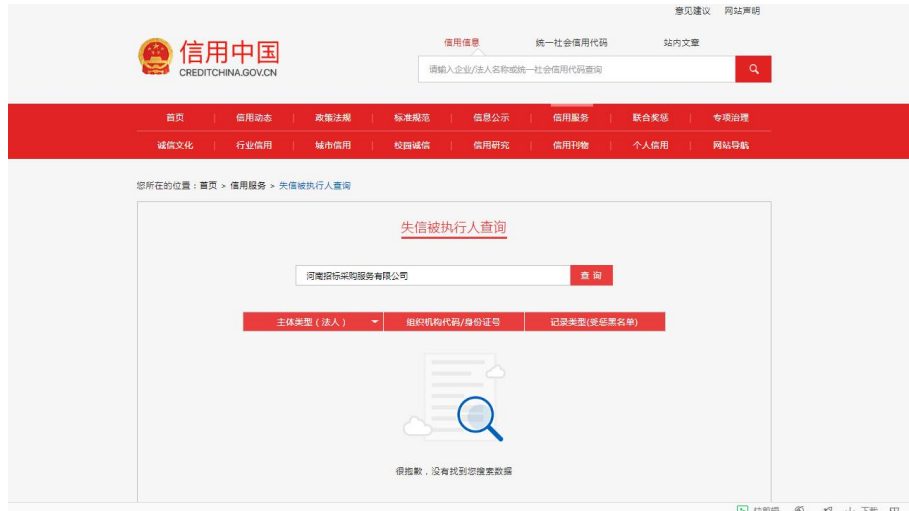 意见建议 网站声明
信用中国
CREDITCHINA.GOV.CN
信用信息 统一社会信用代码 站内文章
请输入企业/法人名称或统一社会信用代码查询
首页 | 信用动态 | 政策法规 | 标准规范 | 信息公示 | 信用服务 | 联合奖惩 | 专项治理
诚信文化 | 行业信用 | 城市信用 | 校园诚信 | 信用研究 | 信用刊物 | 个人信用 | 网站导航
您所在的位置：首页 > 信用服务 > 失信被执行人查询
失信被执行人查询
河南招标采购服务有限公司 查 询
主体类型（法人） 组织机构代码/身份证号 记录类型(受惩黑名单)
很抱歉，没有找到您搜索数据
下载